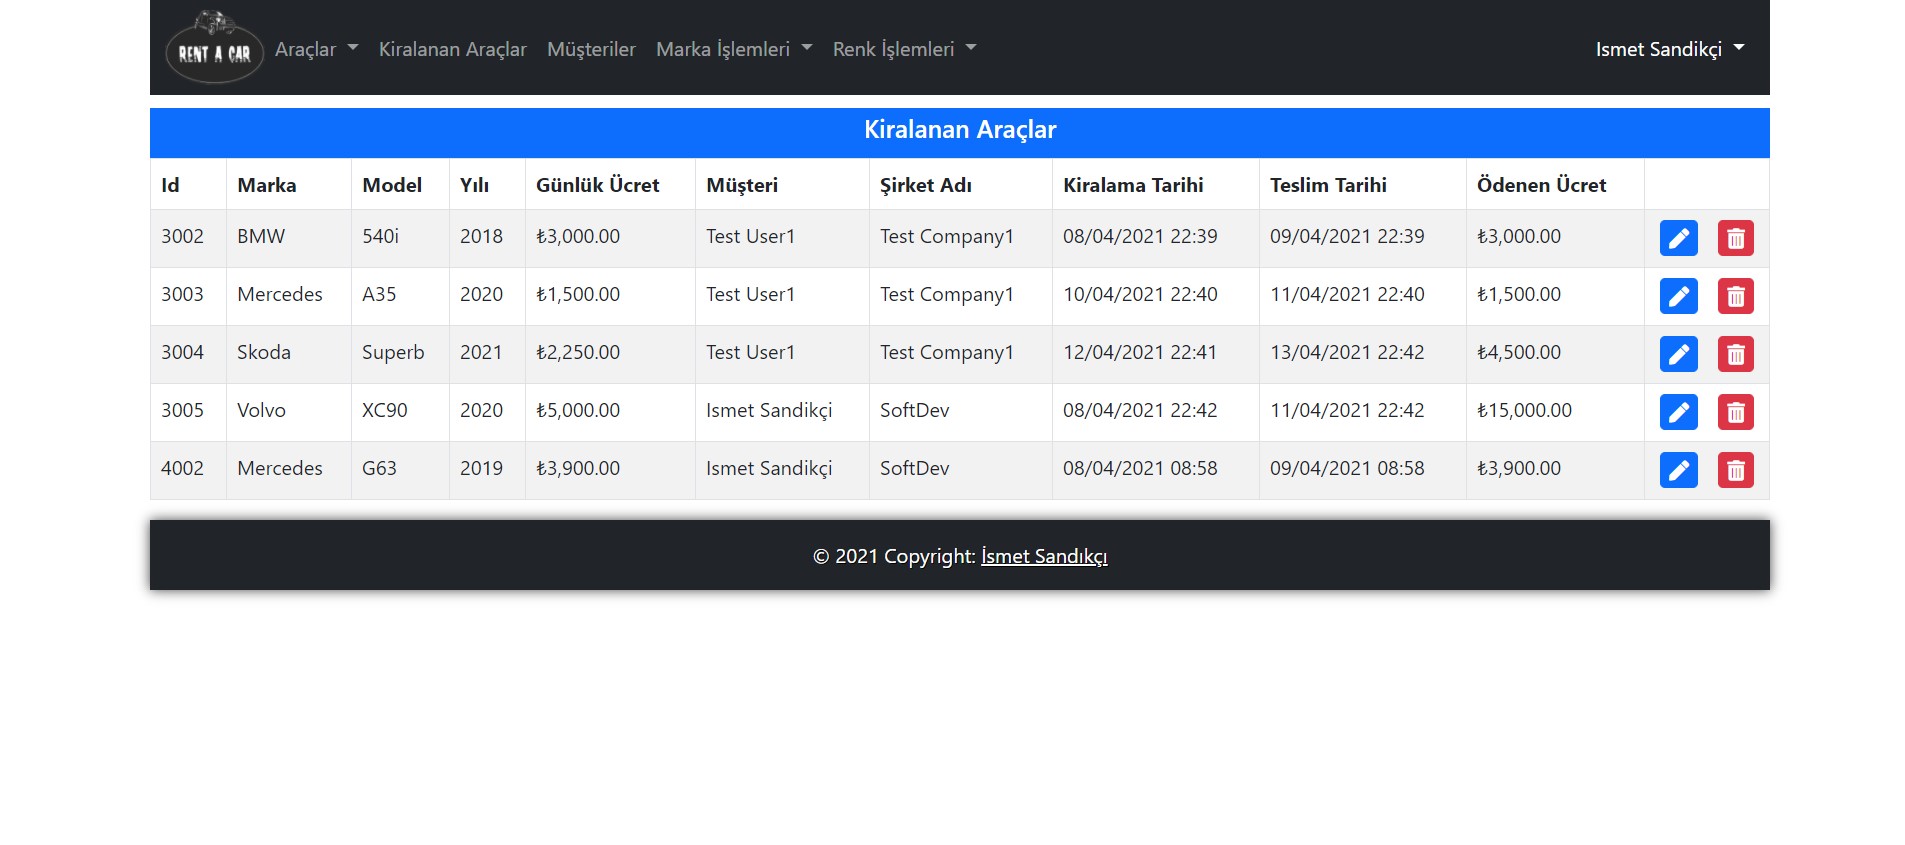 RENT A CAR Araçlar Kiralanan Araçlar Müşteriler Marka İşlemleri Renk İşlemleri Ismet Sandikçi
Kiralanan Araçlar
Id Marka Model Yılı Günlük Ücret Müşteri Şirket Adı Kiralama Tarihi Teslim Tarihi Ödenen Ücret
3002 BMW 540i 2018 ₺3,000.00 Test User1 Test Company1 08/04/2021 22:39 09/04/2021 22:39 ₺3,000.00
3003 Mercedes A35 2020 ₺1,500.00 Test User1 Test Company1 10/04/2021 22:40 11/04/2021 22:40 ₺1,500.00
3004 Skoda Superb 2021 ₺2,250.00 Test User1 Test Company1 12/04/2021 22:41 13/04/2021 22:42 ₺4,500.00
3005 Volvo XC90 2020 ₺5,000.00 Ismet Sandikçi SoftDev 08/04/2021 22:42 11/04/2021 22:42 ₺15,000.00
4002 Mercedes G63 2019 ₺3,900.00 Ismet Sandikçi SoftDev 08/04/2021 08:58 09/04/2021 08:58 ₺3,900.00
© 2021 Copyright: İsmet Sandıkçı